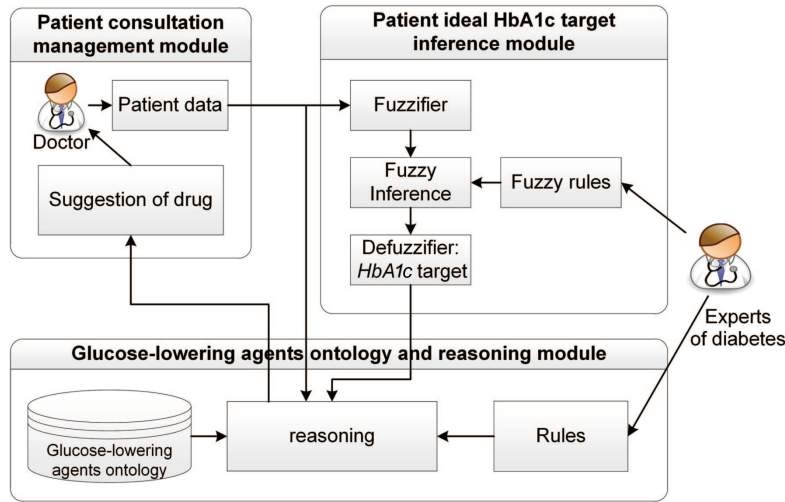 Patient consultation
management module
Doctor
Patient data
Suggestion of drug
Patient ideal HbA1c target
inference module
Fuzzifier
Fuzzy
Inference
Fuzzy rules
Defuzzifier:
HbA1c target
Experts
of diabetes
Glucose-lowering agents ontology and reasoning module
Glucose-lowering
agents ontology
reasoning
Rules